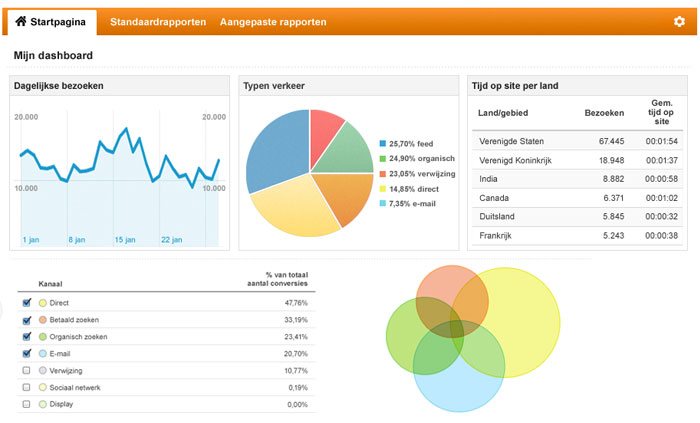 Startpagina Standaardrapporten Aangepaste rapporten
Mijn dashboard
Dagelijkse bezoeken
20.000 20.000
10.000 10.000
1 jan 8 jan 15 jan 22 jan
Typen verkeer
25,70% feed
24,90% organisch
23,05% verwijzing
14,85% direct
7,35% e-mail
Tijd op site per land
Land/gebied Bezoeken Gem. tijd op site
Verenigde Staten 67.445 00:01:54
Verenigd Koninkrijk 18.948 00:01:37
India 8.882 00:00:58
Canada 6.371 00:01:02
Duitsland 5.845 00:00:32
Frankrijk 5.243 00:00:38
Kanaal % van totaal aantal conversies
Direct 47,76%
Betaald zoeken 33,19%
Organisch zoeken 23,41%
E-mail 20,70%
Verwijzing 10,77%
Sociaal netwerk 0,19%
Display 0,00%